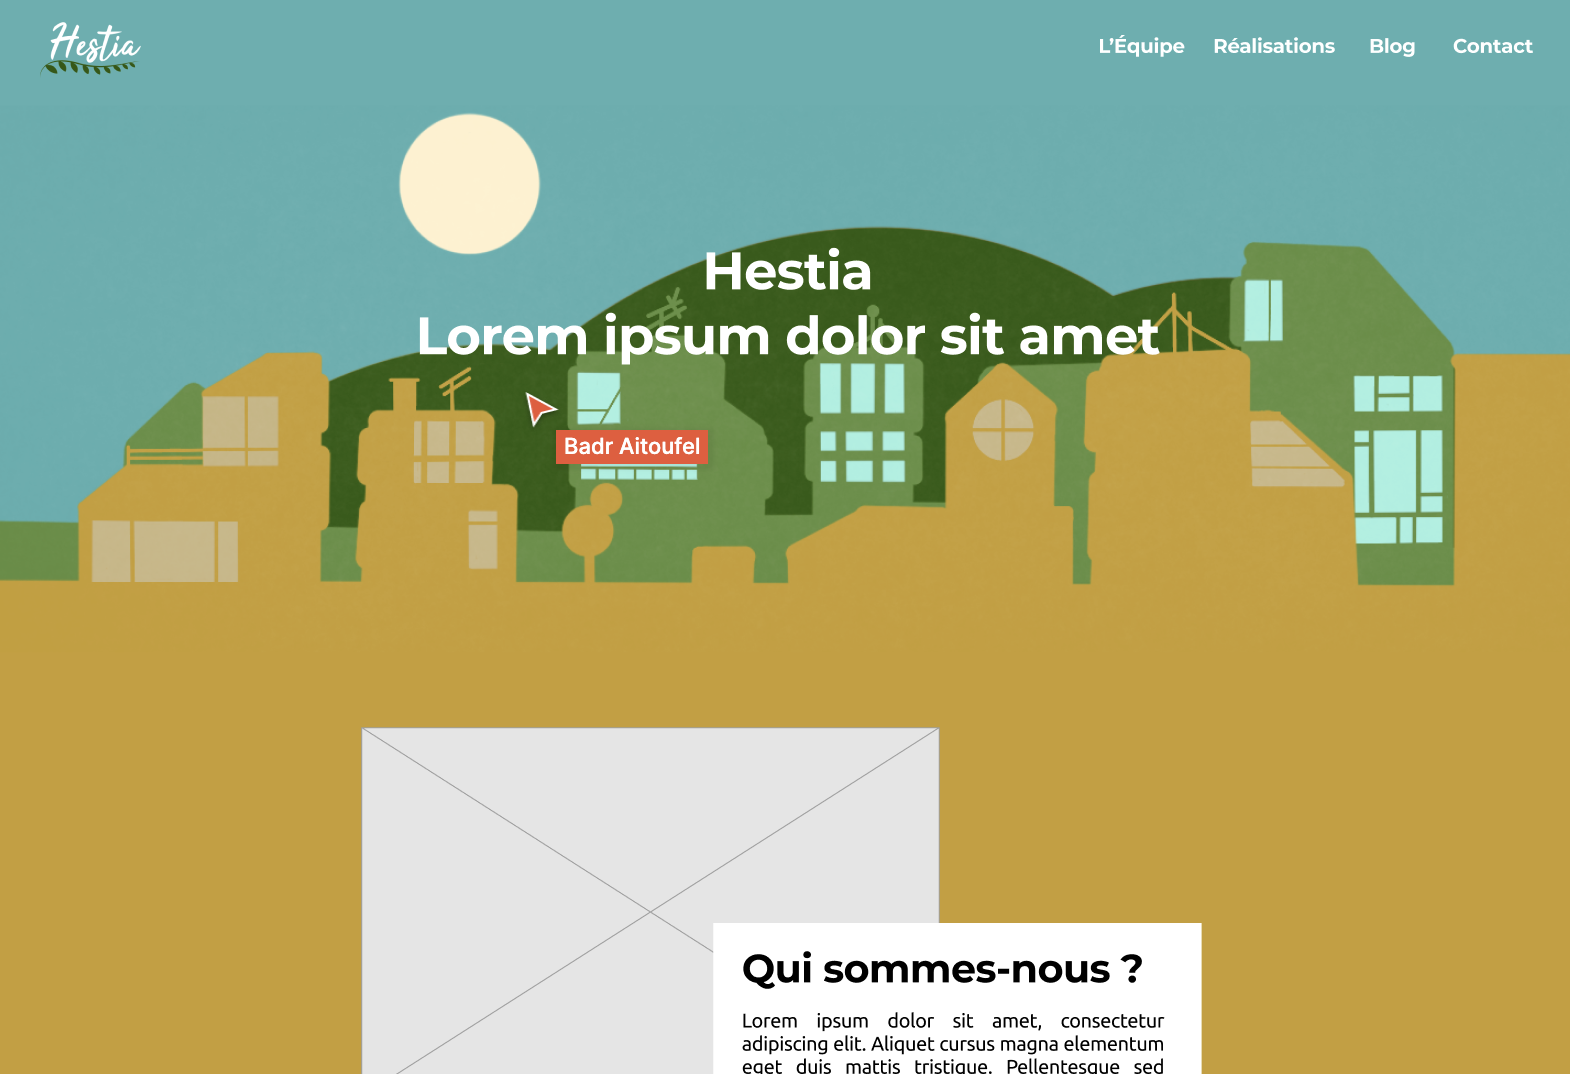 Hestia
L’Équipe Réalisations Blog Contact
Hestia
Lorem ipsum dolor sit amet
Badr Aitoufel
Qui sommes-nous ?
Lorem ipsum dolor sit amet, consectetur
adipiscing elit. Aliquet cursus magna elementum
eget duis mattis tristique. Pellentesque sed